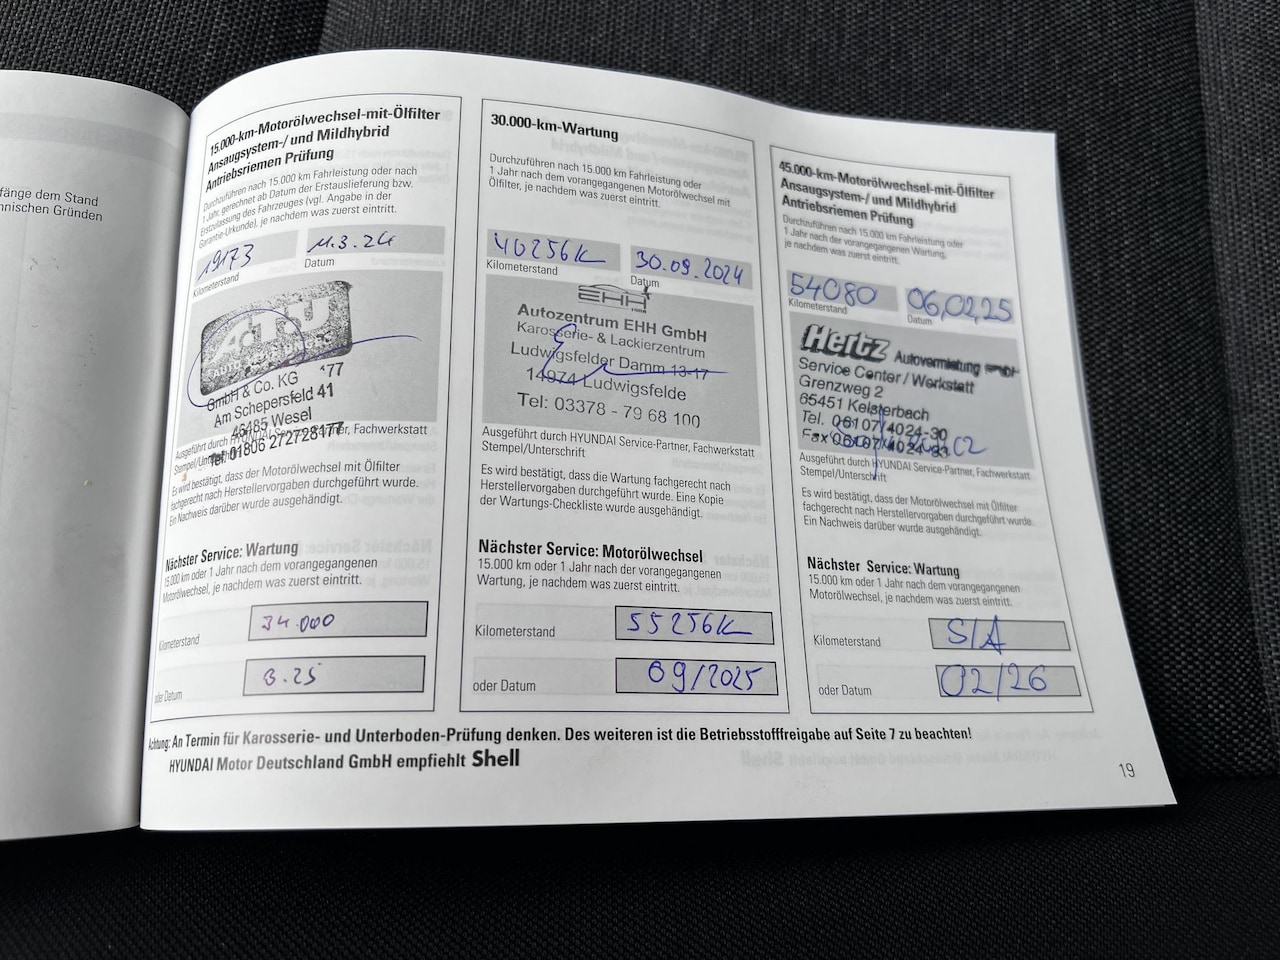 fänge dem Stand
hnischen Gründen
15.000-km-Motorölwechsel-mit-Ölfilter
Ansaugsystem-/ und Mildhybrid
Antriebsriemen Prüfung
Durchzuführen nach 15.000 km Fahrleistung oder nach
1 Jahr, gerechnet ab Datum der Erstauslieferung bzw.
Erstzulassung des Fahrzeuges (vgl. Angabe in der
Garantie-Urkunde), je nachdem was zuerst eintritt.
19173
11.3.24
Kilometerstand
Datum
ATU
GmbH & Co. KG 477
Am Schepersfeld 41
46485 Wesel
Tel. 01806 272728177
Ausgeführt durch HYUNDAI Service-Partner, Fachwerkstatt
Stempel/Unterschrift
Es wird bestätigt, dass der Motorölwechsel mit Ölfilter
fachgerecht nach Herstellervorgaben durchgeführt wurde.
Ein Nachweis darüber wurde ausgehändigt.
Nächster Service: Wartung
15.000 km oder 1 Jahr nach dem vorangegangenen
Motorölwechsel, je nachdem was zuerst eintritt.
Kilometerstand
34.000
oder Datum
3.25
30.000-km-Wartung
Durchzuführen nach 15.000 km Fahrleistung oder
1 Jahr nach dem vorangegangenen Motorölwechsel mit
Ölfilter, je nachdem was zuerst eintritt.
40256K
30.09.2024
Kilometerstand
Datum
EHH
Autozentrum EHH GmbH
Karosserie- & Lackierzentrum
Ludwigsfelder Damm 13-17
14974 Ludwigsfelde
Tel: 03378 - 79 68 100
Ausgeführt durch HYUNDAI Service-Partner, Fachwerkstatt
Stempel/Unterschrift
Es wird bestätigt, dass die Wartung fachgerecht nach
Herstellervorgaben durchgeführt wurde. Eine Kopie
der Wartungs-Checkliste wurde ausgehändigt.
Nächster Service: Motorölwechsel
15.000 km oder 1 Jahr nach der vorangegangenen
Wartung, je nachdem was zuerst eintritt.
Kilometerstand
55256K
oder Datum
09/2025
45.000-km-Motorölwechsel-mit-Ölfilter
Ansaugsystem-/ und Mildhybrid
Antriebsriemen Prüfung
Durchzuführen nach 15.000 km Fahrleistung oder
1 Jahr nach der vorangegangenen Wartung,
je nachdem was zuerst eintritt.
54080
06,02,25
Kilometerstand
Datum
Hertz Autovermietung GmbH
Service Center / Werkstatt
Grenzweg 2
65451 Kelsterbach
Tel. 06107/4024-30
Fax 06107/4024-33
Ausgeführt durch HYUNDAI Service-Partner, Fachwerkstatt
Stempel/Unterschrift
Es wird bestätigt, dass der Motorölwechsel mit Ölfilter
fachgerecht nach Herstellervorgaben durchgeführt wurde.
Ein Nachweis darüber wurde ausgehändigt.
Nächster Service: Wartung
15.000 km oder 1 Jahr nach dem vorangegangenen
Motorölwechsel, je nachdem was zuerst eintritt.
Kilometerstand
S/A
oder Datum
02/26
Achtung: An Termin für Karosserie- und Unterboden-Prüfung denken. Des weiteren ist die Betriebsstofffreigabe auf Seite 7 zu beachten!
HYUNDAI Motor Deutschland GmbH empfiehlt Shell
19